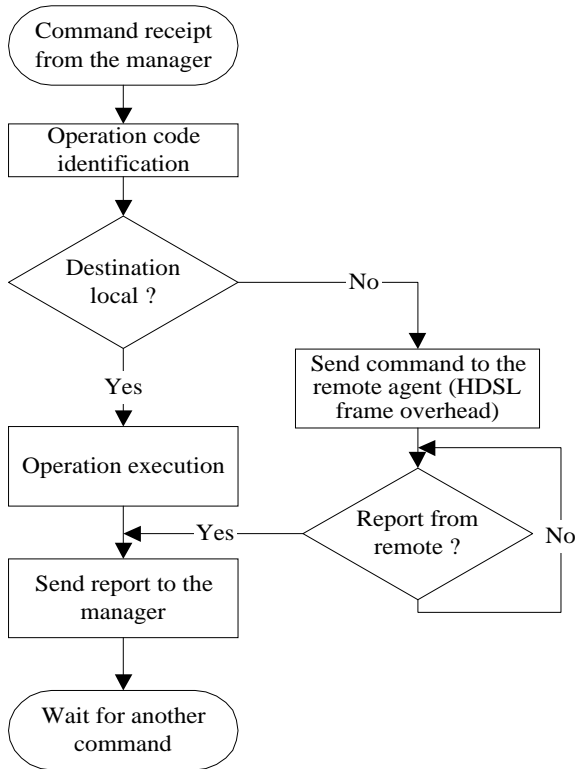 Command receipt
from the manager
Operation code
identification
Destination
local ?
No
Yes
Send command to the
remote agent (HDSL
frame overhead)
Operation execution
Report from
remote ?
Yes
No
Send report to the
manager
Wait for another
command